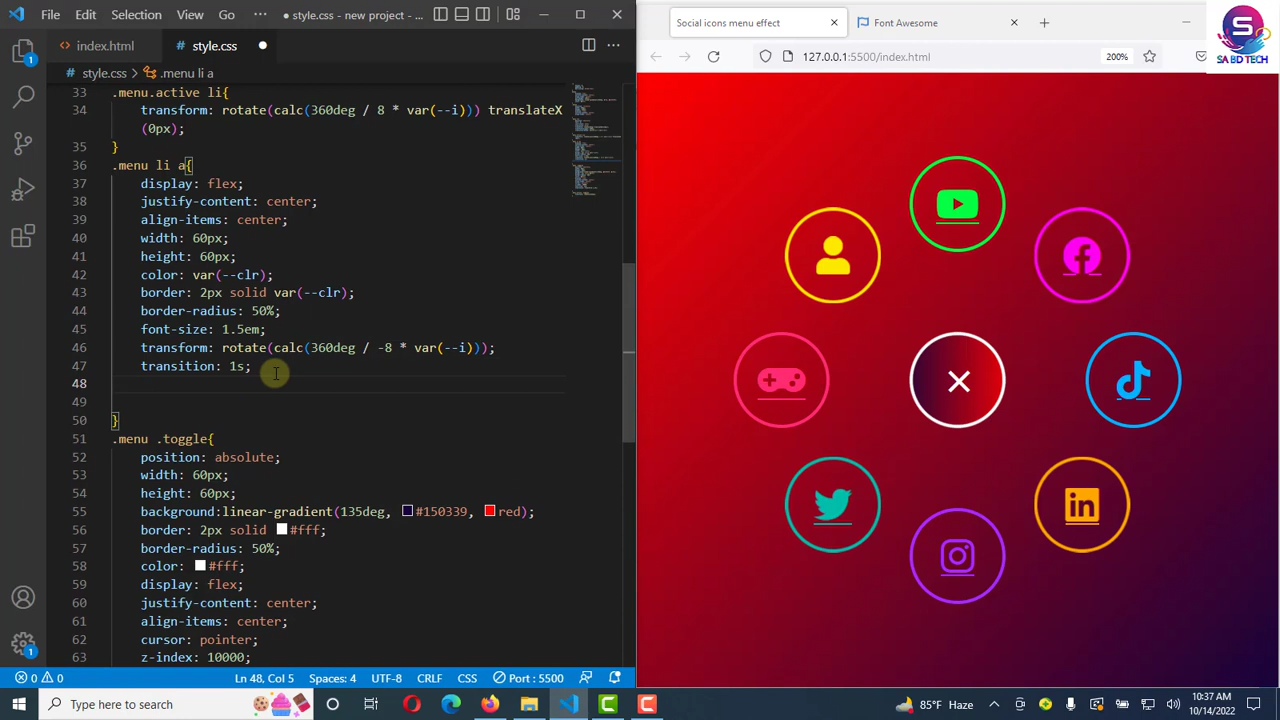 File Edit Selection View Go ··· style.css - new project - ...
index.html
style.css
style.css > .menu li a
33 .menu.active li{
34 transform: rotate(calc(360deg / 8 * var(--i))) translateX
(0px);
35 }
36 .menu li a{
37 display: flex;
38 justify-content: center;
39 align-items: center;
40 width: 60px;
41 height: 60px;
42 color: var(--clr);
43 border: 2px solid var(--clr);
44 border-radius: 50%;
45 font-size: 1.5em;
46 transform: rotate(calc(360deg / -8 * var(--i)));
47 transition: 1s;
48
49
50 }
51 .menu .toggle{
52 position: absolute;
53 width: 60px;
54 height: 60px;
55 background:linear-gradient(135deg, #150339, red);
56 border: 2px solid #fff;
57 border-radius: 50%;
58 color: #fff;
59 display: flex;
60 justify-content: center;
61 align-items: center;
62 cursor: pointer;
63 z-index: 10000;
1
1
0 0
Ln 48, Col 5
Spaces: 4
UTF-8
CRLF
CSS
Port : 5500
Social icons menu effect
Font Awesome
127.0.0.1:5500/index.html
200%
S
SA BD TECH
in
Type here to search
85°F Haze
10:37 AM
10/14/2022